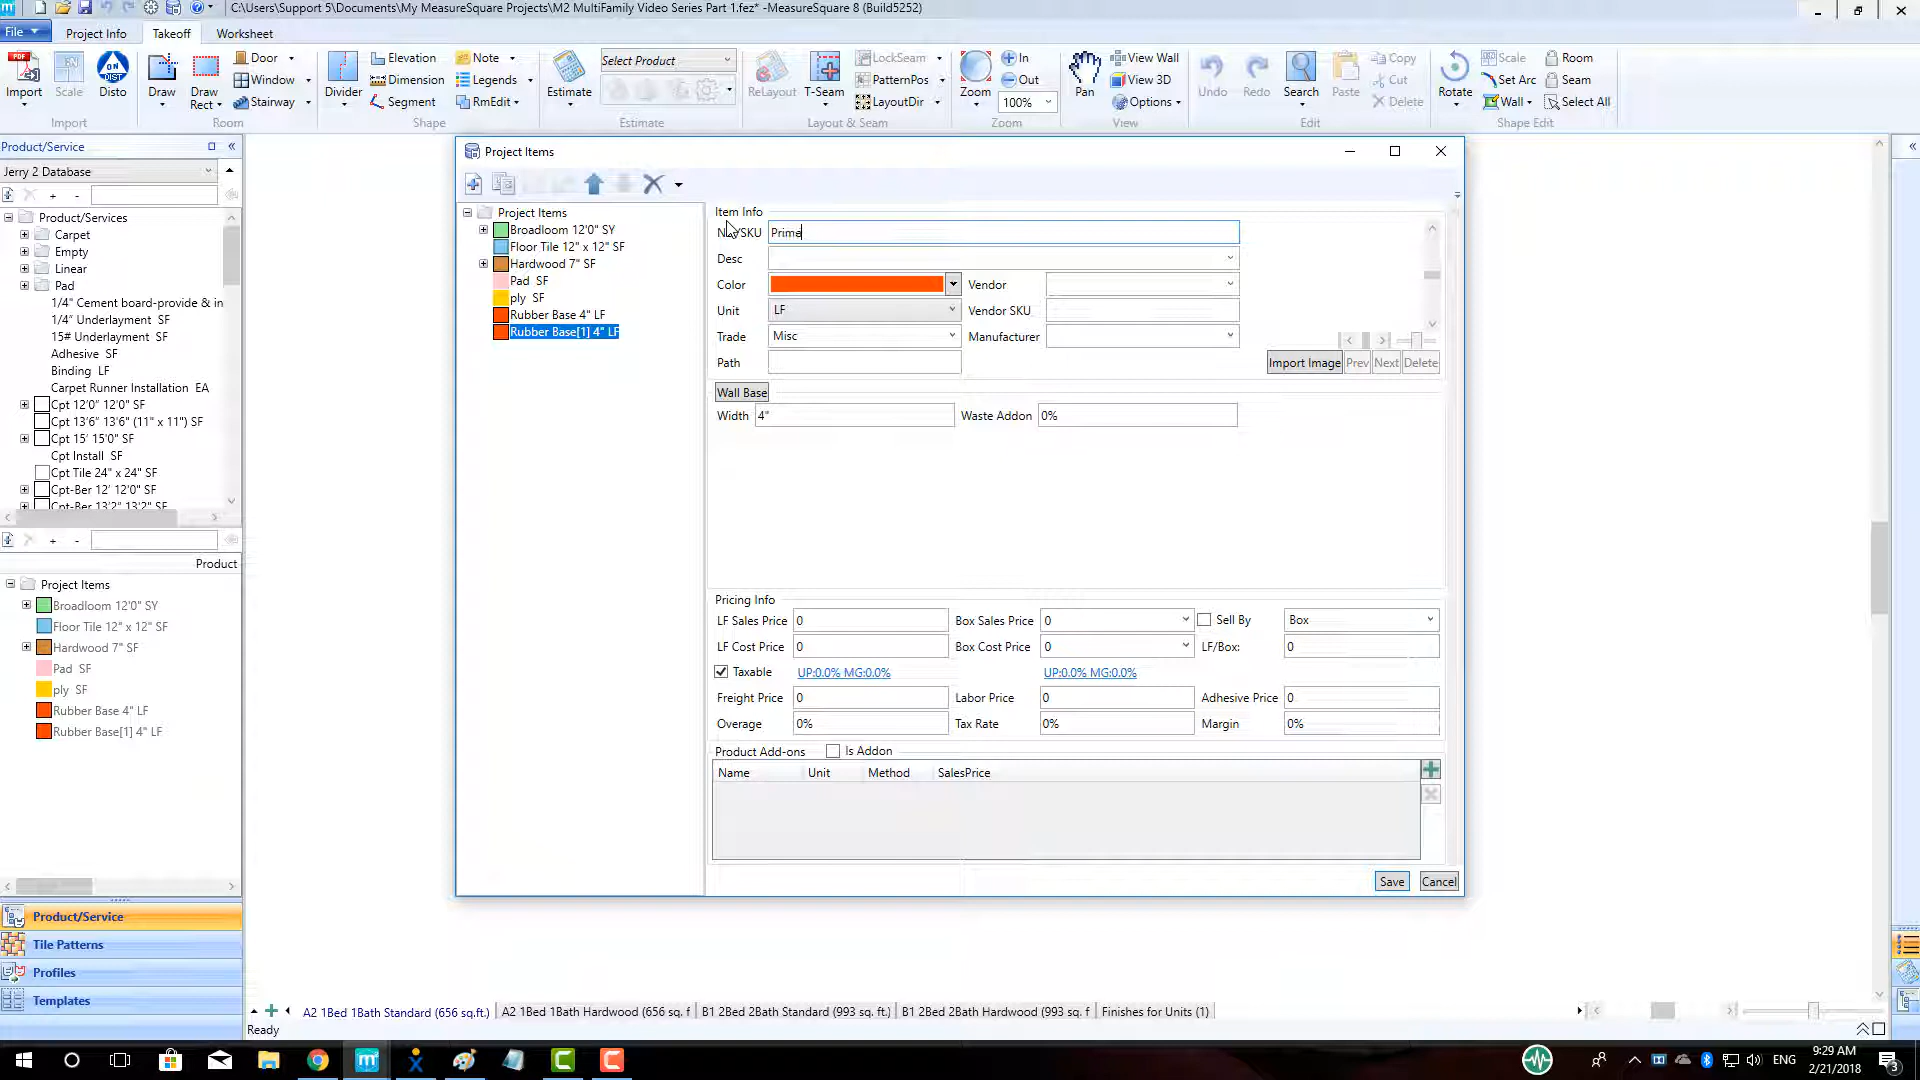 C:\Users\Support 5\Documents\My MeasureSquare Projects\M2 MultiFamily Video Series Part 1.fez* -MeasureSquare 8 (Build5252)
File Project Info Takeoff Worksheet
Import Scale Disto Draw Draw Rect Door Window Stairway Divider Elevation Dimension Segment Note Legends RmEdit Estimate Select Product ReLayout T-Seam LockSeam PatternPos LayoutDir Zoom In Out 100% Pan View Wall View 3D Options Undo Redo Search Paste Copy Cut Delete Rotate Scale Set Arc Wall Room Seam Select All
Import Room Shape Estimate Layout & Seam Zoom View Edit Shape Edit
Product/Service
Jerry 2 Database
Product/Services
Carpet
Empty
Linear
Pad
1/4" Cement board-provide & in
1/4" Underlayment SF
15# Underlayment SF
Adhesive SF
Binding LF
Carpet Runner Installation EA
Cpt 12'0" 12'0" SF
Cpt 13'6" 13'6" (11" x 11") SF
Cpt 15' 15'0" SF
Cpt Install SF
Cpt Tile 24" x 24" SF
Cpt-Ber 12' 12'0" SF
Cpt-Ber 13'2" 13'2" SF
Product
Project Items
Broadloom 12'0" SY
Floor Tile 12" x 12" SF
Hardwood 7" SF
Pad SF
ply SF
Rubber Base 4" LF
Rubber Base[1] 4" LF
Product/Service
Tile Patterns
Profiles
Templates
Project Items
Project Items
Broadloom 12'0" SY
Floor Tile 12" x 12" SF
Hardwood 7" SF
Pad SF
ply SF
Rubber Base 4" LF
Rubber Base[1] 4" LF
Item Info
SKU Prima
Desc
Color Vendor
Unit LF Vendor SKU
Trade Misc Manufacturer
Path
Import Image Prev Next Delete
Wall Base
Width 4" Waste Addon 0%
Pricing Info
LF Sales Price 0 Box Sales Price 0 Sell By Box
LF Cost Price 0 Box Cost Price 0 LF/Box: 0
Taxable UP:0.0% MG:0.0% UP:0.0% MG:0.0%
Freight Price 0 Labor Price 0 Adhesive Price 0
Overage 0% Tax Rate 0% Margin 0%
Product Add-ons Is Addon
Name Unit Method SalesPrice
Save Cancel
A2 1Bed 1Bath Standard (656 sq.ft.) A2 1Bed 1Bath Hardwood (656 sq. f B1 2Bed 2Bath Standard (993 sq. ft.) B1 2Bed 2Bath Hardwood (993 sq. f Finishes for Units (1)
Ready
ENG 9:29 AM
2/21/2018
3